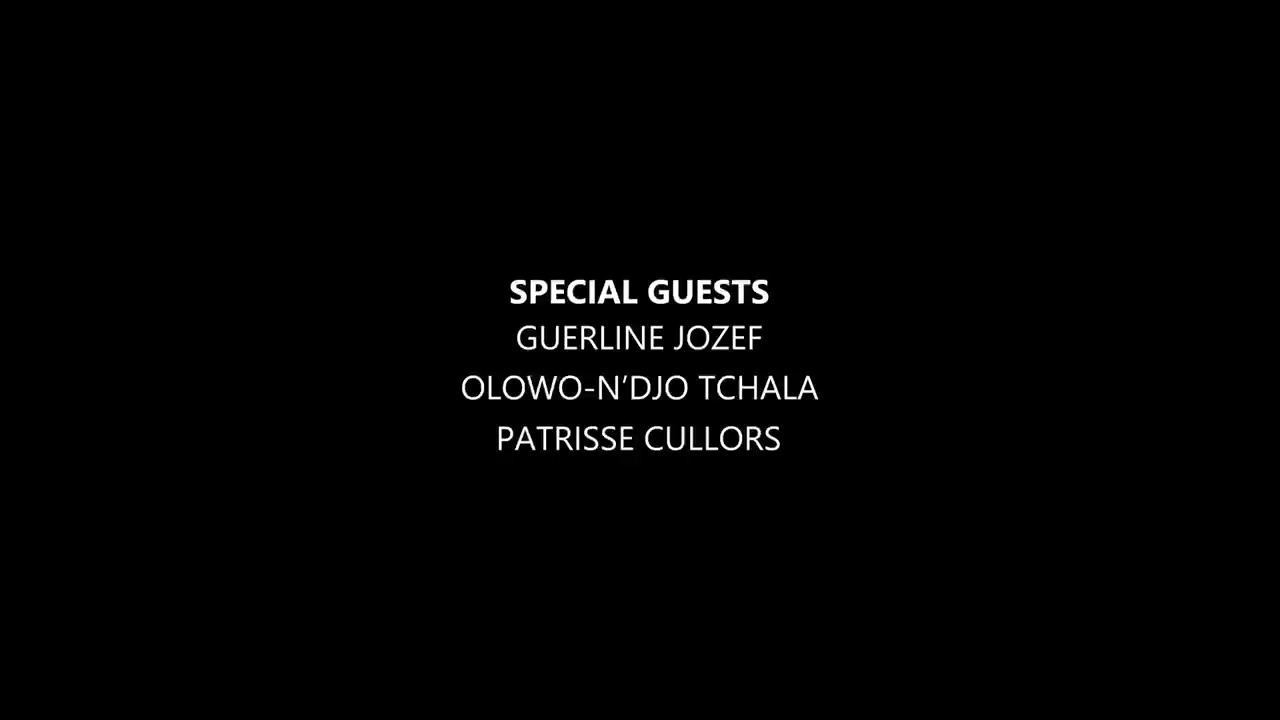 SPECIAL GUESTS
GUERLINE JOZEF
OLOWO-N’DJO TCHALA
PATRISSE CULLORS